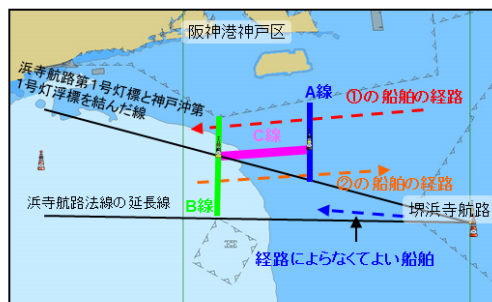 阪神港神戸区
浜寺航路第1号灯標と神戸沖第
1号灯浮標を結んだ線
A線
①の船舶の経路
C線
②の船舶の経路
B線
浜寺航路法線の延長線
堺浜寺航路
経路によらなくてよい船舶